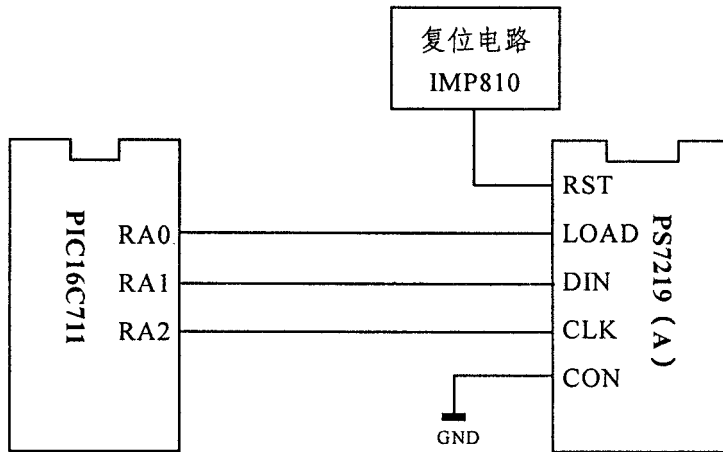 复位电路
IMP810
PIC16C711
RA0
RA1
RA2
RST
LOAD
DIN
CLK
CON
PS7219（A）
GND